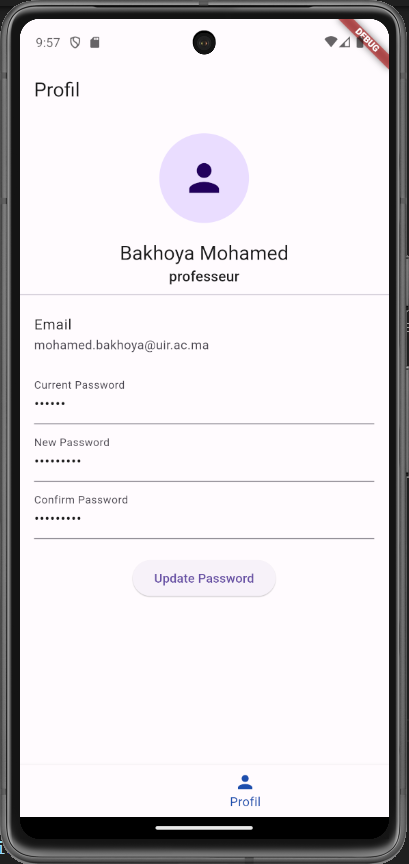 9:57
DEBUG
Profil
Bakhoya Mohamed
professeur
Email
mohamed.bakhoya@uir.ac.ma
Current Password
••••••
New Password
•••••••••
Confirm Password
•••••••••
Update Password
Profil